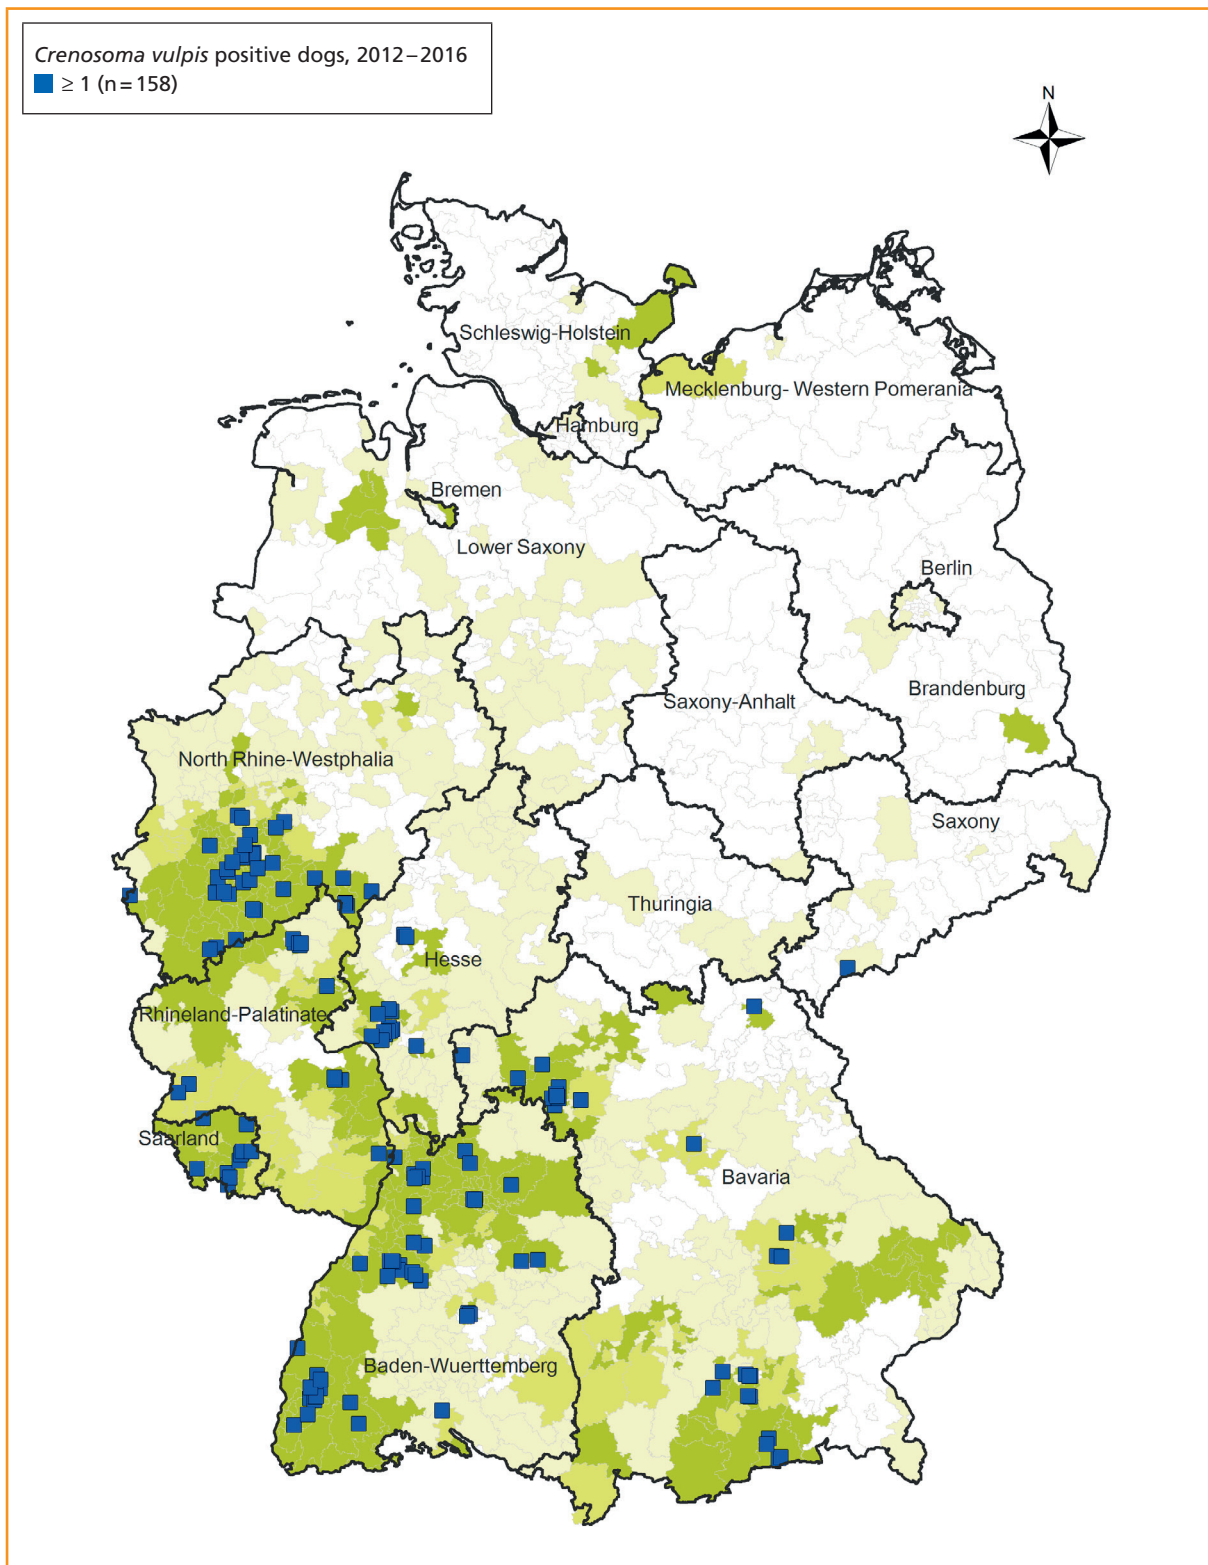 Crenosoma vulpis positive dogs, 2012–2016
≥ 1 (n = 158)
N
Schleswig-Holstein
Mecklenburg- Western Pomerania
Hamburg
Bremen
Lower Saxony
Berlin
Brandenburg
Saxony-Anhalt
North Rhine-Westphalia
Saxony
Thuringia
Hesse
Rhineland-Palatinate
Saarland
Bavaria
Baden-Wuerttemberg